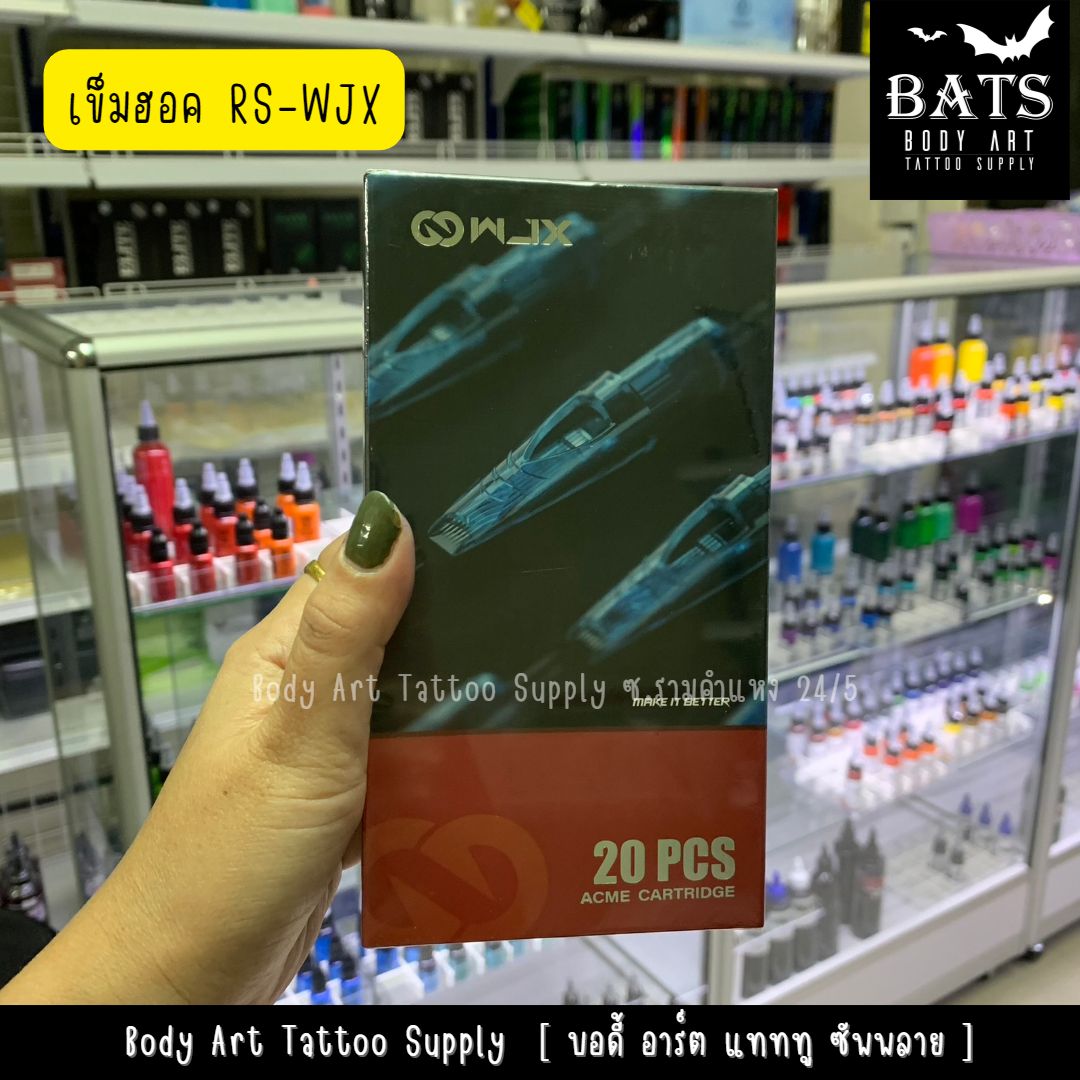 เข็มฮอค RS-WJX
BATS
BODY ART
TATTOO SUPPLY
WJX
Body Art Tattoo Supply ซ.รามคำแหง 24/5
MAKE IT BETTER
20 PCS
ACME CARTRIDGE
Body Art Tattoo Supply [ บอดี้ อาร์ต แทททู ซัพพลาย ]